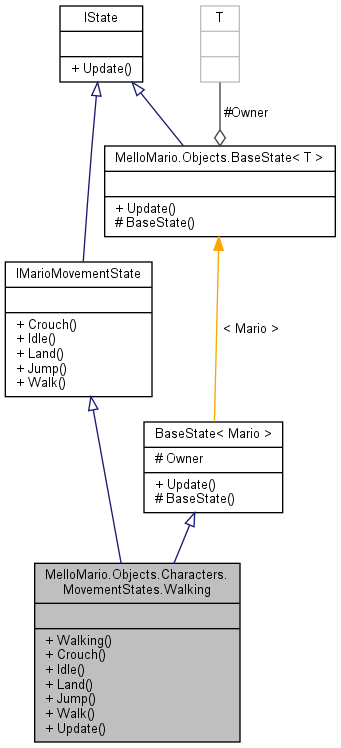 IState
+ Update()
T
#Owner
MelloMario.Objects.BaseState< T >
+ Update()
# BaseState()
IMarioMovementState
+ Crouch()
+ Idle()
+ Land()
+ Jump()
+ Walk()
< Mario >
BaseState< Mario >
# Owner
+ Update()
# BaseState()
MelloMario.Objects.Characters.
MovementStates.Walking
+ Walking()
+ Crouch()
+ Idle()
+ Land()
+ Jump()
+ Walk()
+ Update()